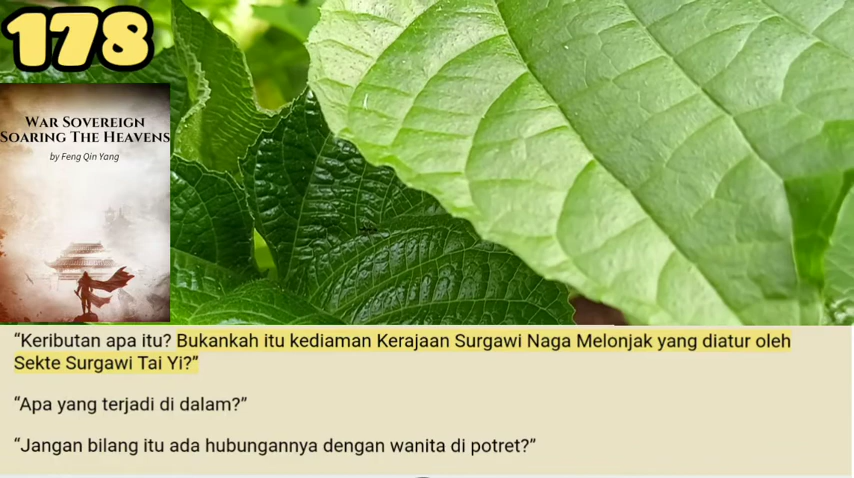 178
WAR SOVEREIGN
SOARING THE HEAVENS
by Feng Qin Yang
“Keributan apa itu? Bukankah itu kediaman Kerajaan Surgawi Naga Melonjak yang diatur oleh
Sekte Surgawi Tai Yi?”
“Apa yang terjadi di dalam?”
“Jangan bilang itu ada hubungannya dengan wanita di potret?”